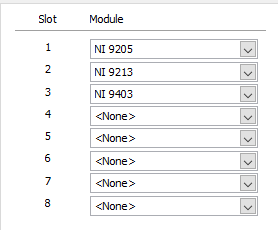 Slot Module
1 NI 9205
2 NI 9213
3 NI 9403
4 <None>
5 <None>
6 <None>
7 <None>
8 <None>